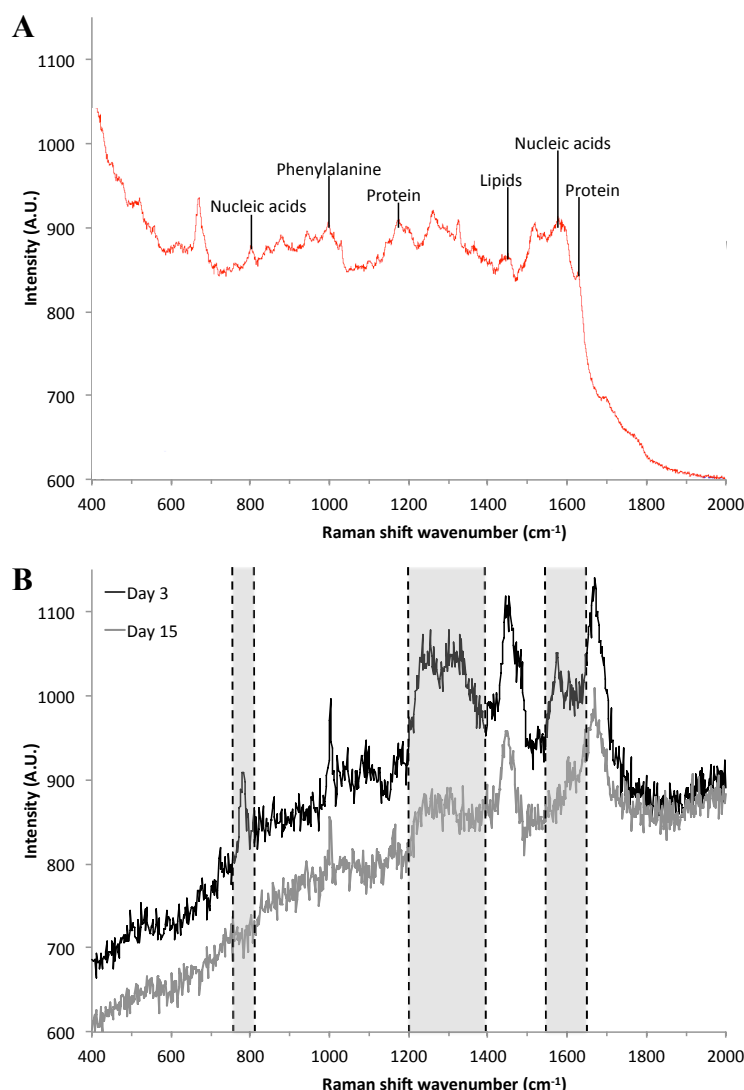 A
1100
1000
900
800
700
600
Intensity (A.U.)
Nucleic acids
Phenylalanine
Protein
Lipids
Nucleic acids
Protein
400 600 800 1000 1200 1400 1600 1800 2000
Raman shift wavenumber (cm⁻¹)
B
Day 3
Day 15
1100
1000
900
800
700
600
Intensity (A.U.)
400 600 800 1000 1200 1400 1600 1800 2000
Raman shift wavenumber (cm⁻¹)